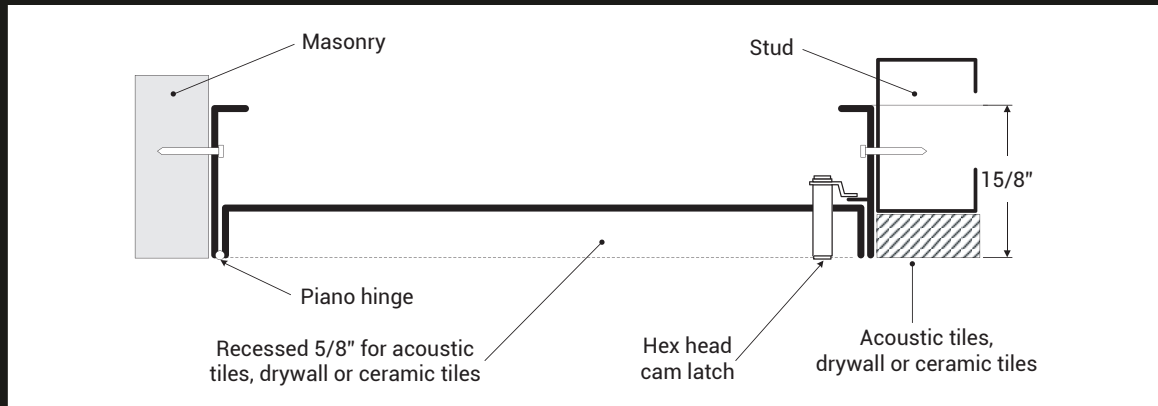 Masonry
Stud
15/8"
Piano hinge
Recessed 5/8" for acoustic
tiles, drywall or ceramic tiles
Hex head
cam latch
Acoustic tiles,
drywall or ceramic tiles